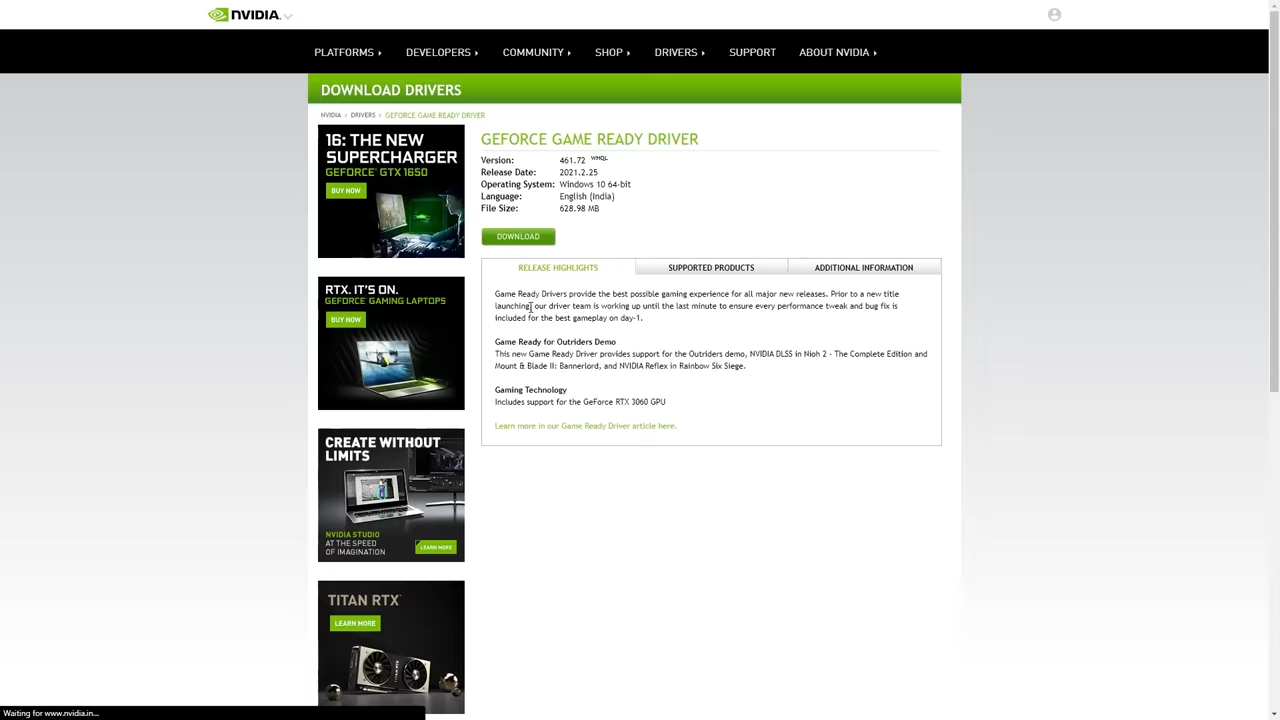 NVIDIA.
PLATFORMS DEVELOPERS COMMUNITY SHOP DRIVERS SUPPORT ABOUT NVIDIA
DOWNLOAD DRIVERS
NVIDIA > DRIVERS > GEFORCE GAME READY DRIVER
16: THE NEW
SUPERCHARGER
GEFORCE® GTX 1650
BUY NOW
RTX. IT'S ON.
GEFORCE® GAMING LAPTOPS
BUY NOW
CREATE WITHOUT
LIMITS
NVIDIA STUDIO
AT THE SPEED
OF IMAGINATION
LEARN MORE
TITAN RTX™
LEARN MORE
GEFORCE GAME READY DRIVER
Version: 461.72 WHQL
Release Date: 2021.2.25
Operating System: Windows 10 64-bit
Language: English (India)
File Size: 628.98 MB
DOWNLOAD
RELEASE HIGHLIGHTS SUPPORTED PRODUCTS ADDITIONAL INFORMATION
Game Ready Drivers provide the best possible gaming experience for all major new releases. Prior to a new title
launching, our driver team is working up until the last minute to ensure every performance tweak and bug fix is
included for the best gameplay on day-1.
Game Ready for Outriders Demo
This new Game Ready Driver provides support for the Outriders demo, NVIDIA DLSS in Nioh 2 - The Complete Edition and
Mount & Blade II: Bannerlord, and NVIDIA Reflex in Rainbow Six Siege.
Gaming Technology
Includes support for the GeForce RTX 3060 GPU
Learn more in our Game Ready Driver article here.
Waiting for www.nvidia.in...